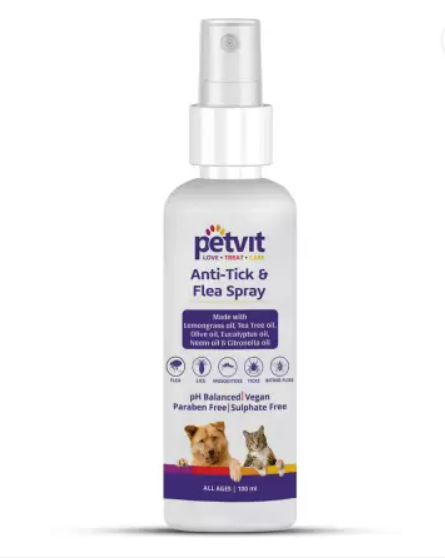 petvit
LOVE • TREAT • CARE
Anti-Tick &
Flea Spray
Made with
Lemongrass oil, Tea Tree oil,
Olive oil, Eucalyptus oil,
Neem oil & Citronella oil
FLEA LICE MOSQUITOES TICKS BITING FLIES
pH Balanced|Vegan
Paraben Free|Sulphate Free
ALL AGES | 100 ml